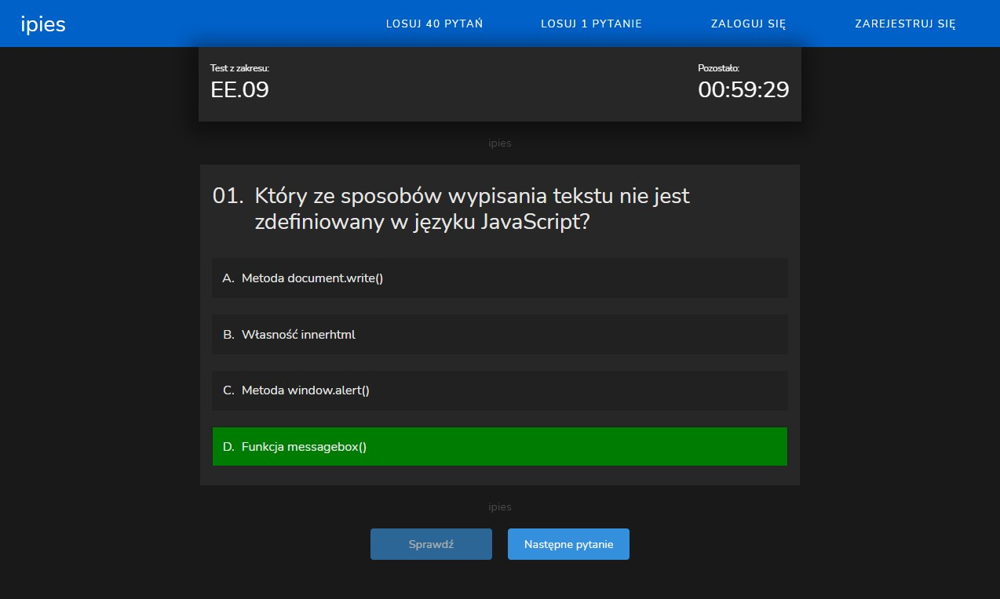 ipies
LOSUJ 40 PYTAŃ
LOSUJ 1 PYTANIE
ZALOGUJ SIĘ
ZAREJESTRUJ SIĘ
Test z zakresu:
EE.09
Pozostało:
00:59:29
ipies
01. Który ze sposobów wypisania tekstu nie jest
zdefiniowany w języku JavaScript?
A. Metoda document.write()
B. Własność innerhtml
C. Metoda window.alert()
D. Funkcja messagebox()
ipies
Sprawdź
Następne pytanie